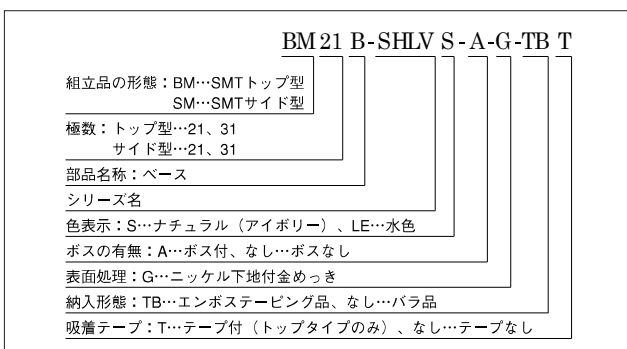 BM 21 B-SHLV S-A-G-TB T
組立品の形態：BM…SMTトップ型
SM…SMTサイド型
極数：トップ型…21、31
サイド型…21、31
部品名称：ベース
シリーズ名
色表示：S…ナチュラル（アイボリー）、LE…水色
ボスの有無：A…ボス付、なし…ボスなし
表面処理：G…ニッケル下地付金めっき
納入形態：TB…エンボステーピング品、なし…バラ品
吸着テープ：T…テープ付（トップタイプのみ）、なし…テープなし